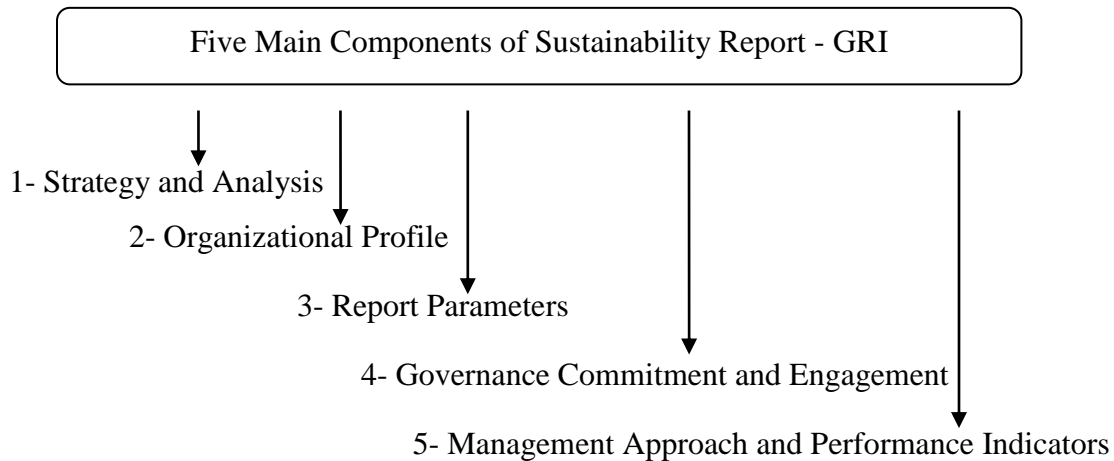 Five Main Components of Sustainability Report - GRI
1- Strategy and Analysis
2- Organizational Profile
3- Report Parameters
4- Governance Commitment and Engagement
5- Management Approach and Performance Indicators